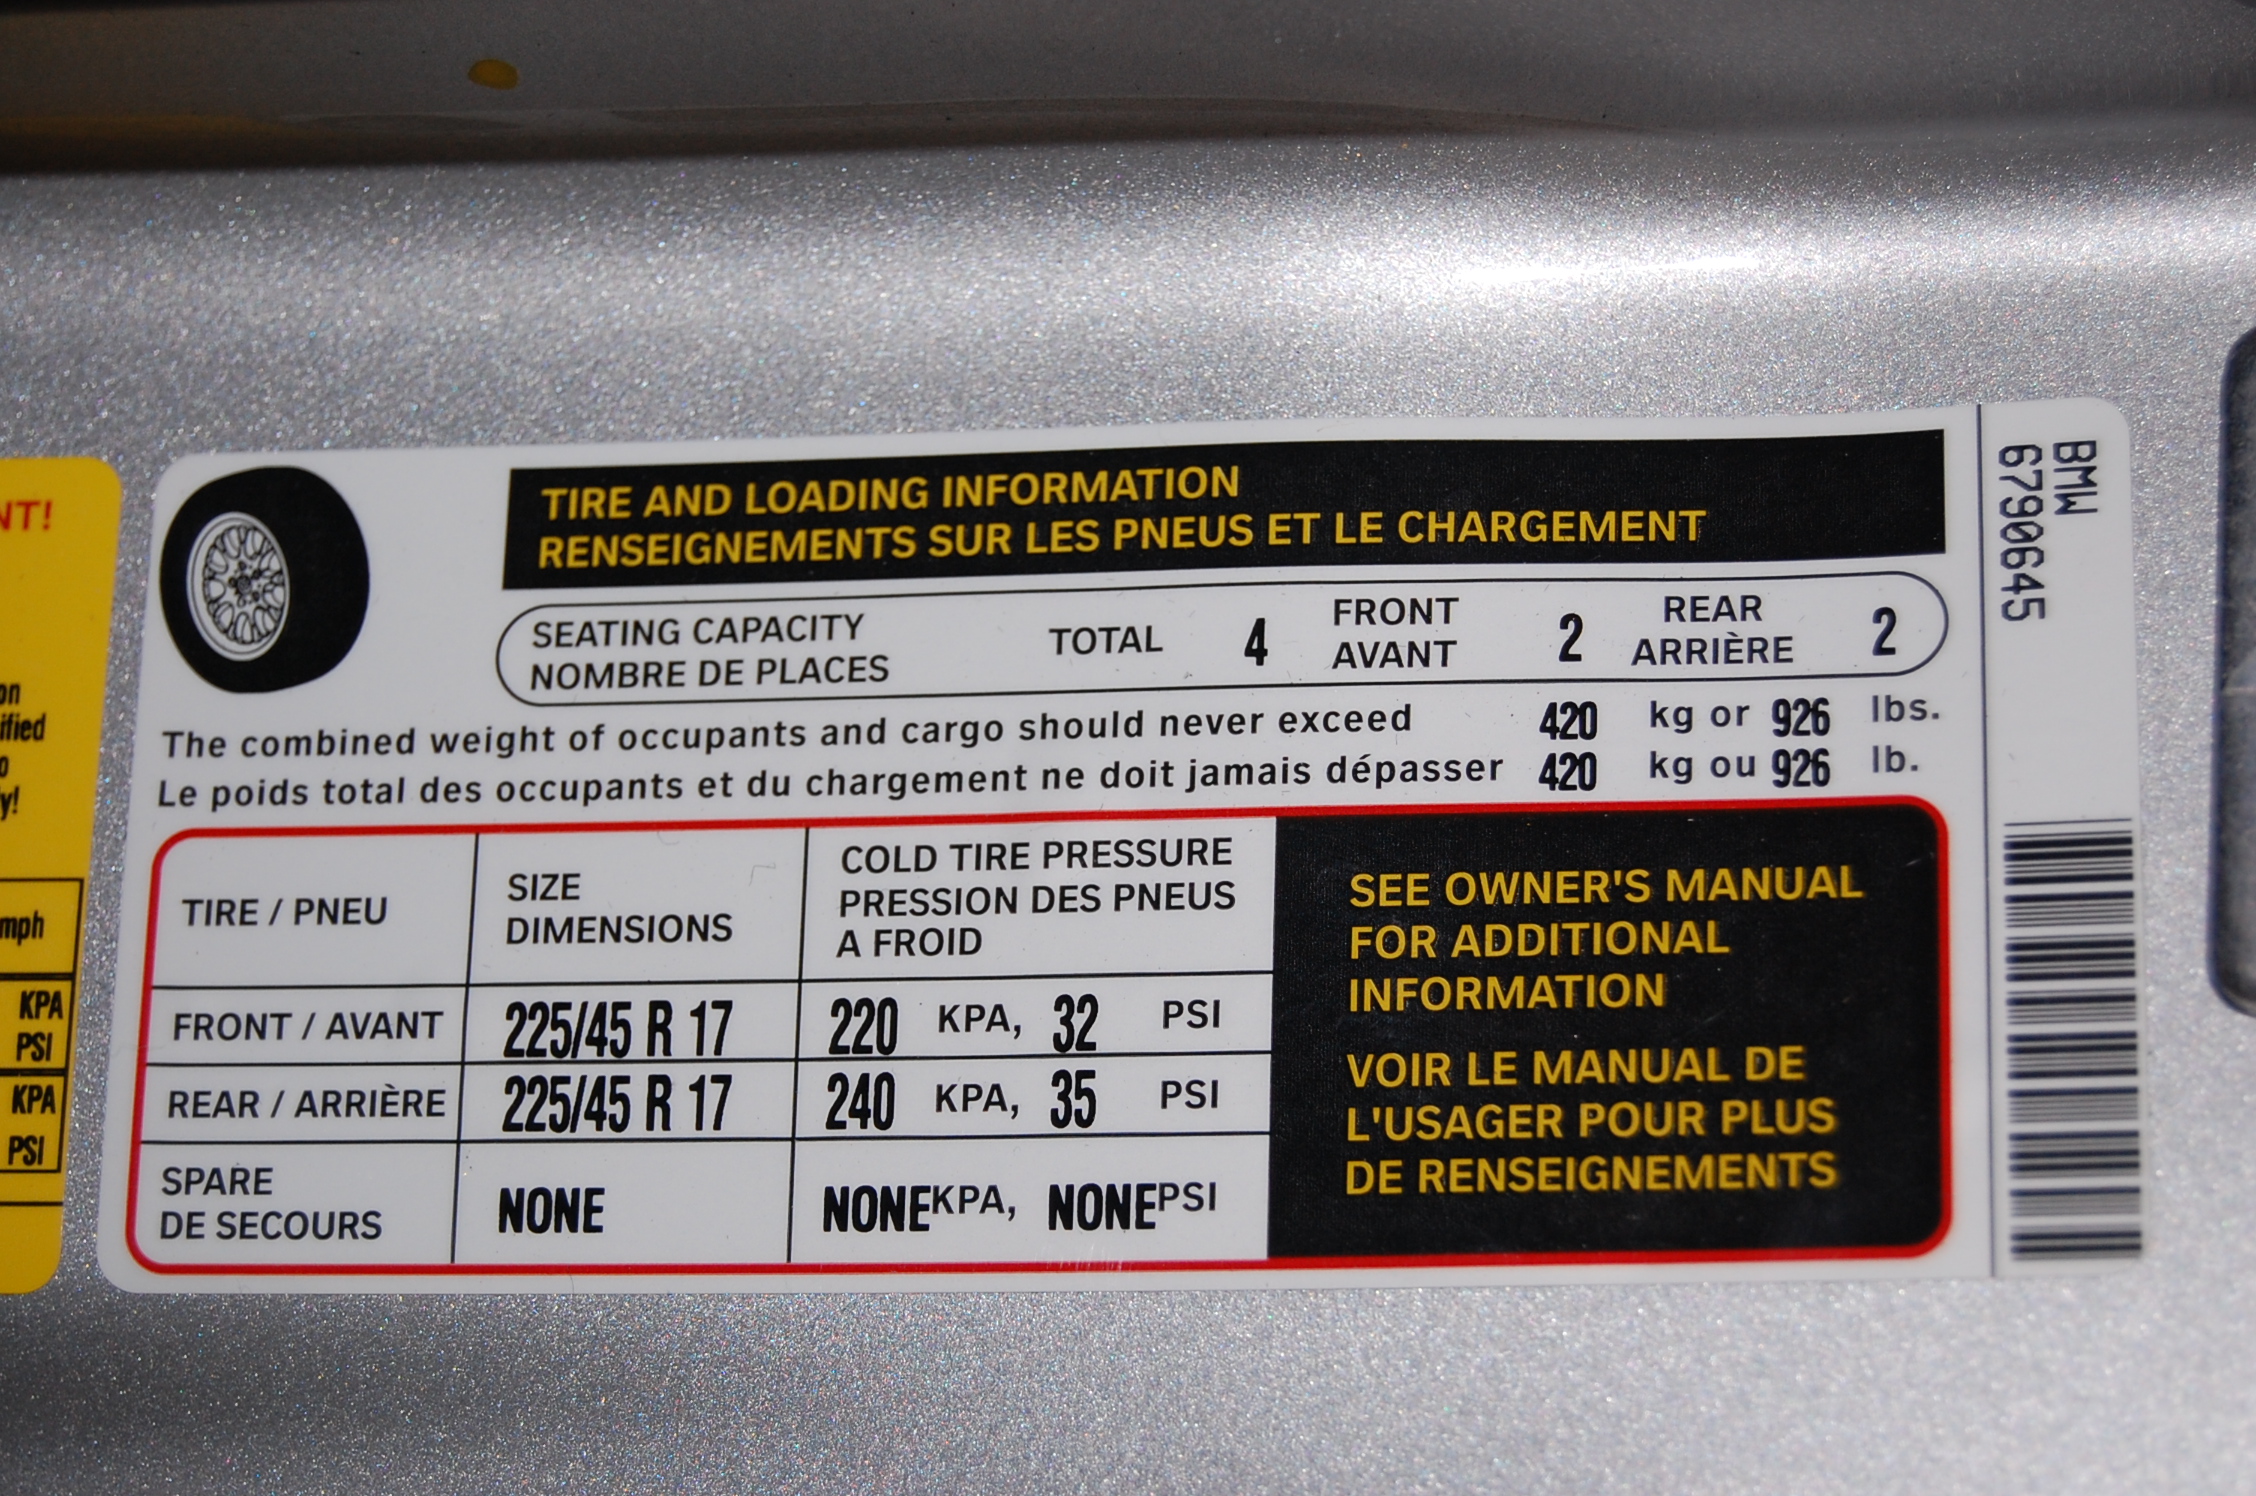 NT!
on
ified
o
y!
mph
KPA
PSI
KPA
PSI
TIRE AND LOADING INFORMATION
RENSEIGNEMENTS SUR LES PNEUS ET LE CHARGEMENT
SEATING CAPACITY TOTAL 4 FRONT 2 REAR 2
NOMBRE DE PLACES AVANT ARRIÈRE
The combined weight of occupants and cargo should never exceed 420 kg or 926 lbs.
Le poids total des occupants et du chargement ne doit jamais dépasser 420 kg ou 926 lb.
TIRE / PNEU
SIZE
DIMENSIONS
COLD TIRE PRESSURE
PRESSION DES PNEUS
A FROID
FRONT / AVANT 225/45 R 17 220 KPA, 32 PSI
REAR / ARRIÈRE 225/45 R 17 240 KPA, 35 PSI
SPARE
DE SECOURS
NONE NONE KPA, NONE PSI
SEE OWNER'S MANUAL
FOR ADDITIONAL
INFORMATION
VOIR LE MANUAL DE
L'USAGER POUR PLUS
DE RENSEIGNEMENTS
BMW
6790645